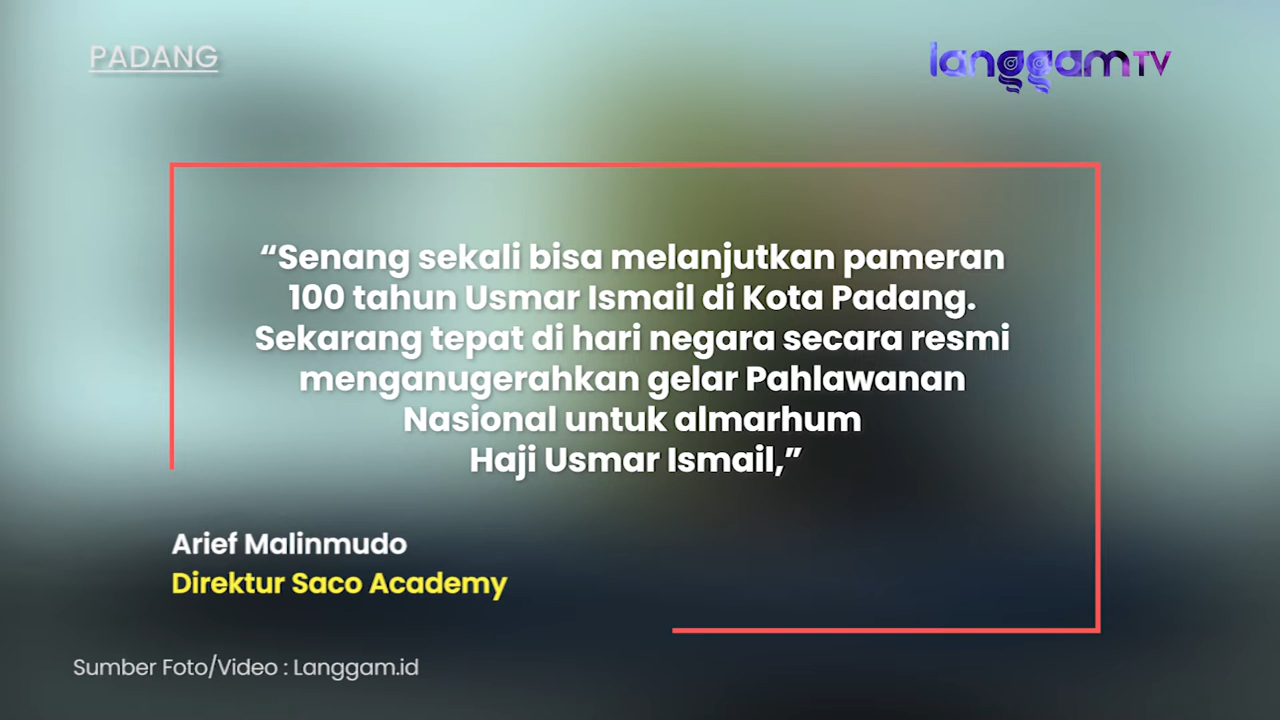 PADANG
langgamTV
“Senang sekali bisa melanjutkan pameran
100 tahun Usmar Ismail di Kota Padang.
Sekarang tepat di hari negara secara resmi
menganugerahkan gelar Pahlawanan
Nasional untuk almarhum
Haji Usmar Ismail,”
Arief Malinmudo
Direktur Saco Academy
Sumber Foto/Video : Langgam.id